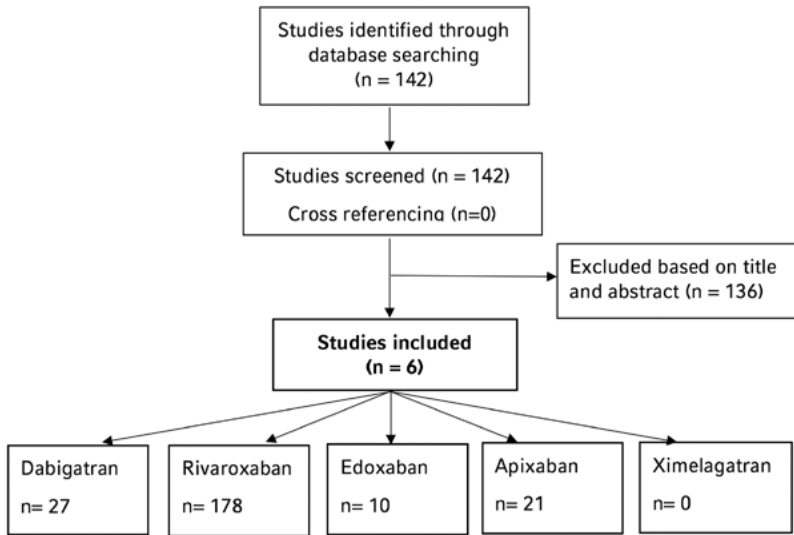 Studies identified through
database searching
(n = 142)
Studies screened (n = 142)
Cross referencing (n=0)
Excluded based on title
and abstract (n = 136)
Studies included
(n = 6)
Dabigatran
n= 27
Rivaroxaban
n= 178
Edoxaban
n= 10
Apixaban
n= 21
Ximelagatran
n= 0